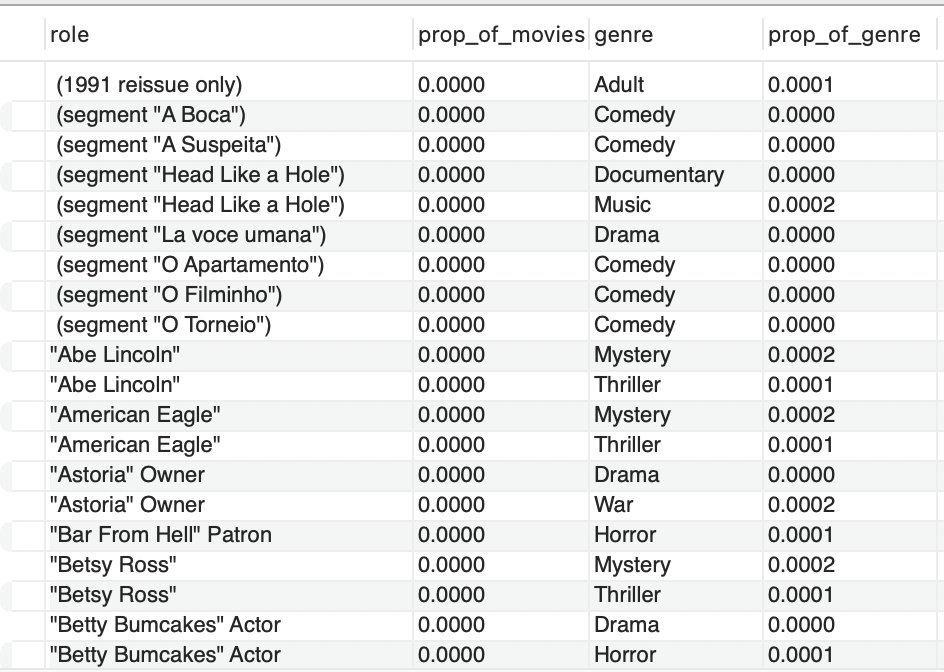 role prop_of_movies genre prop_of_genre
(1991 reissue only) 0.0000 Adult 0.0001
(segment "A Boca") 0.0000 Comedy 0.0000
(segment "A Suspeita") 0.0000 Comedy 0.0000
(segment "Head Like a Hole") 0.0000 Documentary 0.0000
(segment "Head Like a Hole") 0.0000 Music 0.0002
(segment "La voce umana") 0.0000 Drama 0.0000
(segment "O Apartamento") 0.0000 Comedy 0.0000
(segment "O Filminho") 0.0000 Comedy 0.0000
(segment "O Torneio") 0.0000 Comedy 0.0000
"Abe Lincoln" 0.0000 Mystery 0.0002
"Abe Lincoln" 0.0000 Thriller 0.0001
"American Eagle" 0.0000 Mystery 0.0002
"American Eagle" 0.0000 Thriller 0.0001
"Astoria" Owner 0.0000 Drama 0.0000
"Astoria" Owner 0.0000 War 0.0002
"Bar From Hell" Patron 0.0000 Horror 0.0001
"Betsy Ross" 0.0000 Mystery 0.0002
"Betsy Ross" 0.0000 Thriller 0.0001
"Betty Bumcakes" Actor 0.0000 Drama 0.0000
"Betty Bumcakes" Actor 0.0000 Horror 0.0001